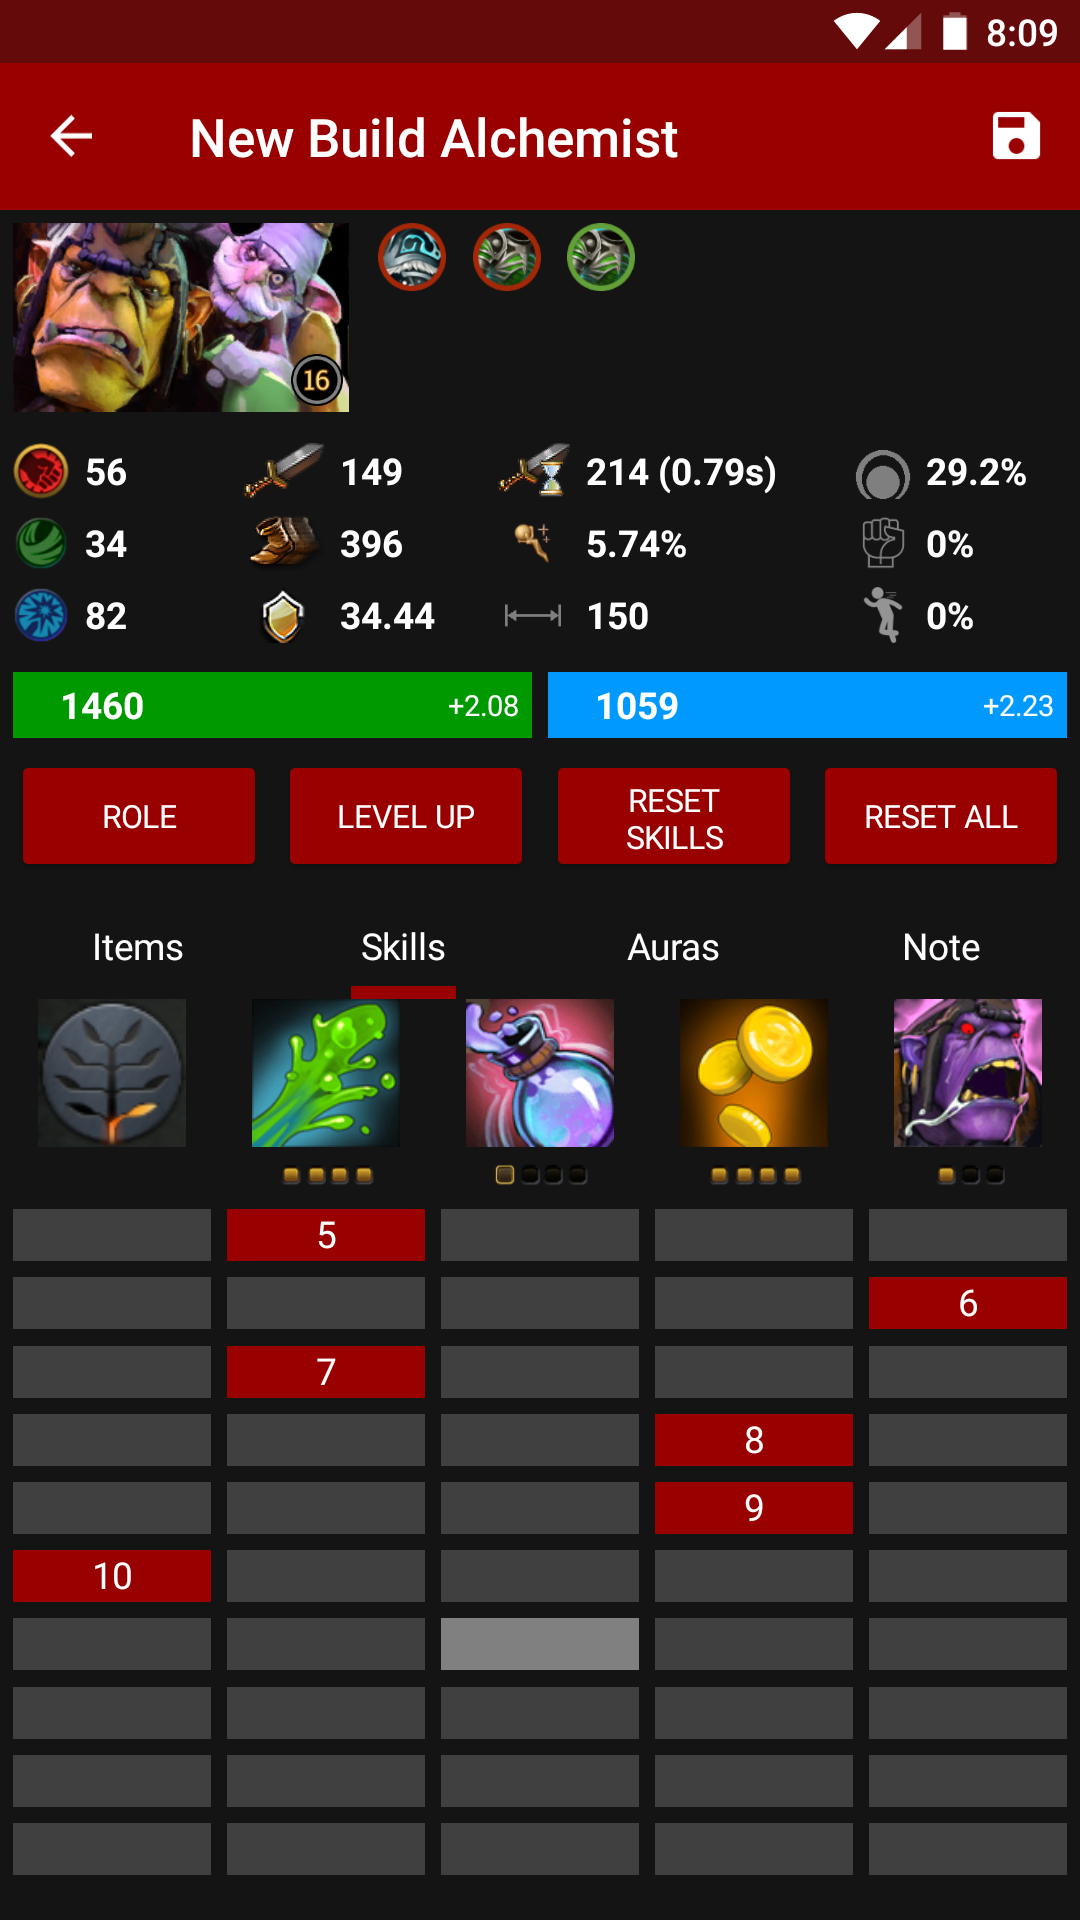 8:09
New Build Alchemist
16
56 149 214 (0.79s) 29.2%
34 396 5.74% 0%
82 34.44 150 0%
1460 +2.08 1059 +2.23
ROLE LEVEL UP RESET SKILLS RESET ALL
Items Skills Auras Note
5
6
7
8
9
10